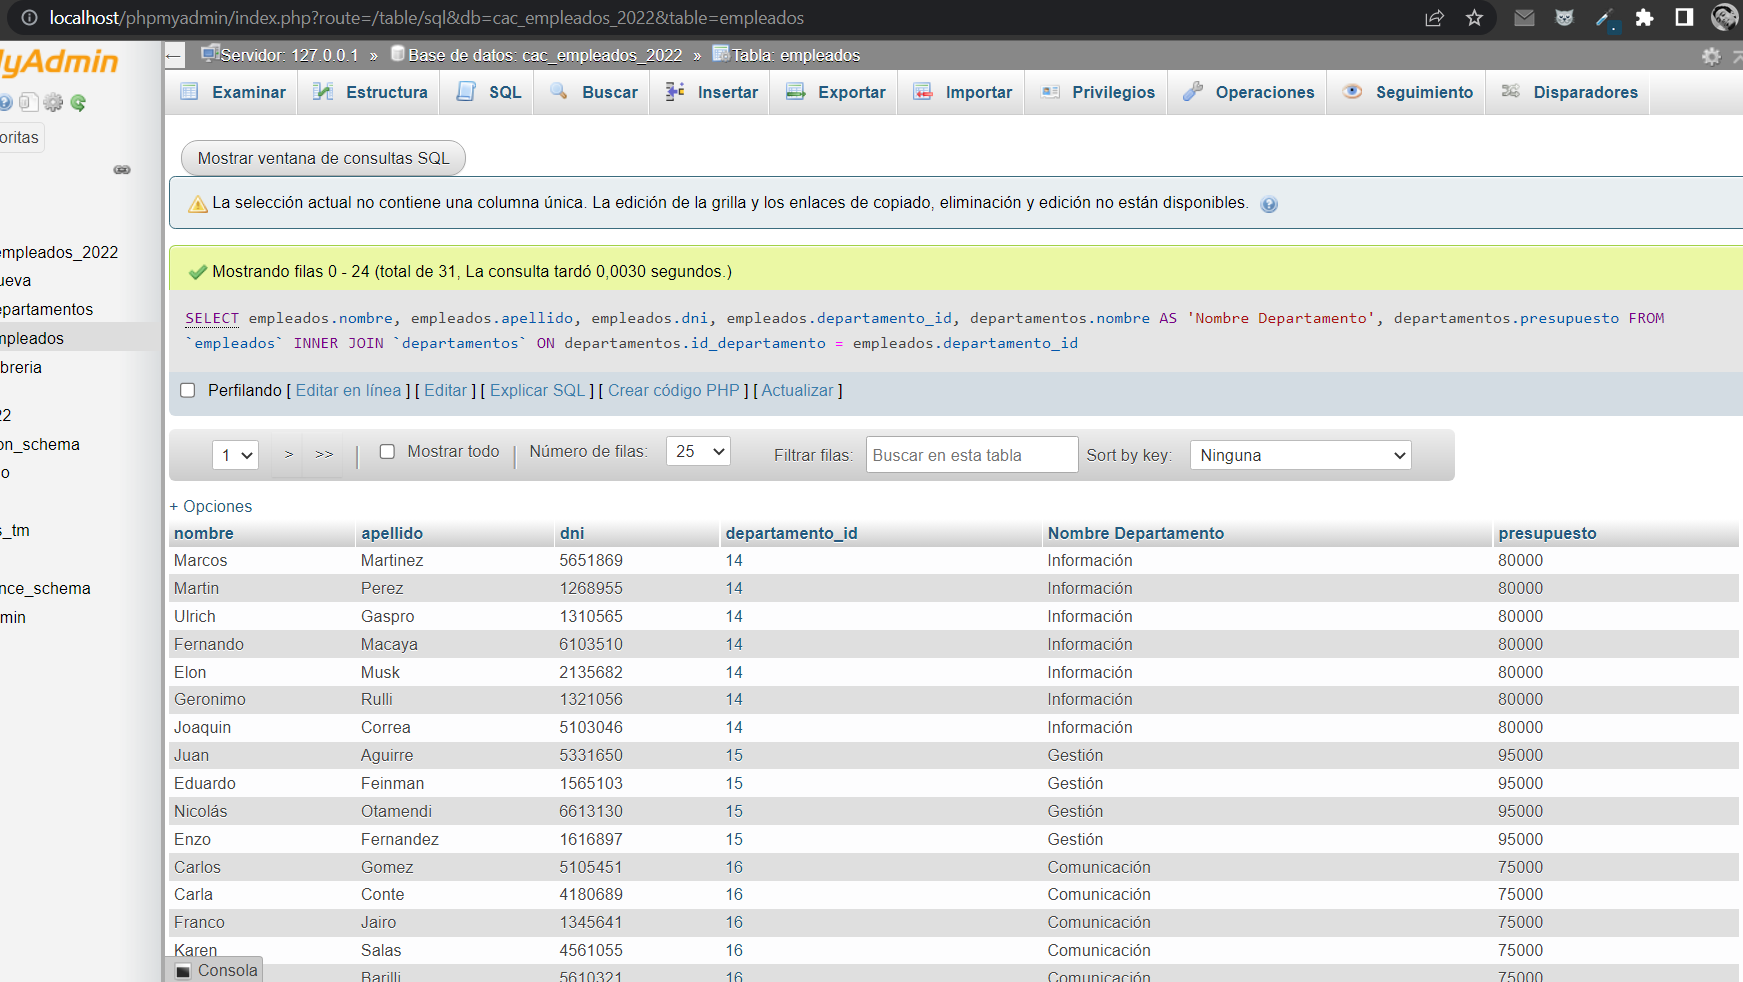 localhost/phpmyadmin/index.php?route=/table/sql&db=cac_empleados_2022&table=empleados
MyAdmin
← Servidor: 127.0.0.1 » Base de datos: cac_empleados_2022 » Tabla: empleados
Examinar Estructura SQL Buscar Insertar Exportar Importar Privilegios Operaciones Seguimiento Disparadores
oritas
empleados_2022
ueva
epartamentos
mpleados
breria
22
on_schema
o
s_tm
nce_schema
min
Mostrar ventana de consultas SQL
La selección actual no contiene una columna única. La edición de la grilla y los enlaces de copiado, eliminación y edición no están disponibles.
Mostrando filas 0 - 24 (total de 31, La consulta tardó 0,0030 segundos.)
SELECT empleados.nombre, empleados.apellido, empleados.dni, empleados.departamento_id, departamentos.nombre AS 'Nombre Departamento', departamentos.presupuesto FROM
`empleados` INNER JOIN `departamentos` ON departamentos.id_departamento = empleados.departamento_id
Perfilando [ Editar en línea ] [ Editar ] [ Explicar SQL ] [ Crear código PHP ] [ Actualizar ]
1 > >> | Mostrar todo | Número de filas: 25 Filtrar filas: Buscar en esta tabla Sort by key: Ninguna
+ Opciones
nombre apellido dni departamento_id Nombre Departamento presupuesto
Marcos Martinez 5651869 14 Información 80000
Martin Perez 1268955 14 Información 80000
Ulrich Gaspro 1310565 14 Información 80000
Fernando Macaya 6103510 14 Información 80000
Elon Musk 2135682 14 Información 80000
Geronimo Rulli 1321056 14 Información 80000
Joaquin Correa 5103046 14 Información 80000
Juan Aguirre 5331650 15 Gestión 95000
Eduardo Feinman 1565103 15 Gestión 95000
Nicolás Otamendi 6613130 15 Gestión 95000
Enzo Fernandez 1616897 15 Gestión 95000
Carlos Gomez 5105451 16 Comunicación 75000
Carla Conte 4180689 16 Comunicación 75000
Franco Jairo 1345641 16 Comunicación 75000
Karen Salas 4561055 16 Comunicación 75000
Barilli 5610321 16 Comunicación 75000
Consola